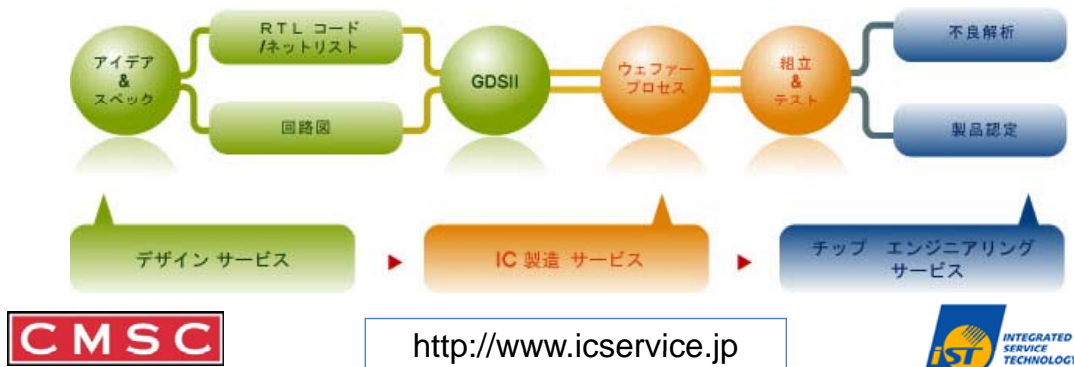 アイデア
&
スペック
RTL コード
/ネットリスト
回路図
GDSII
ウェファー
プロセス
組立
&
テスト
不良解析
製品認定
デザイン サービス
IC 製造 サービス
チップ エンジニアリング
サービス
CMSC
http://www.icservice.jp
iST
INTEGRATED
SERVICE
TECHNOLOGY